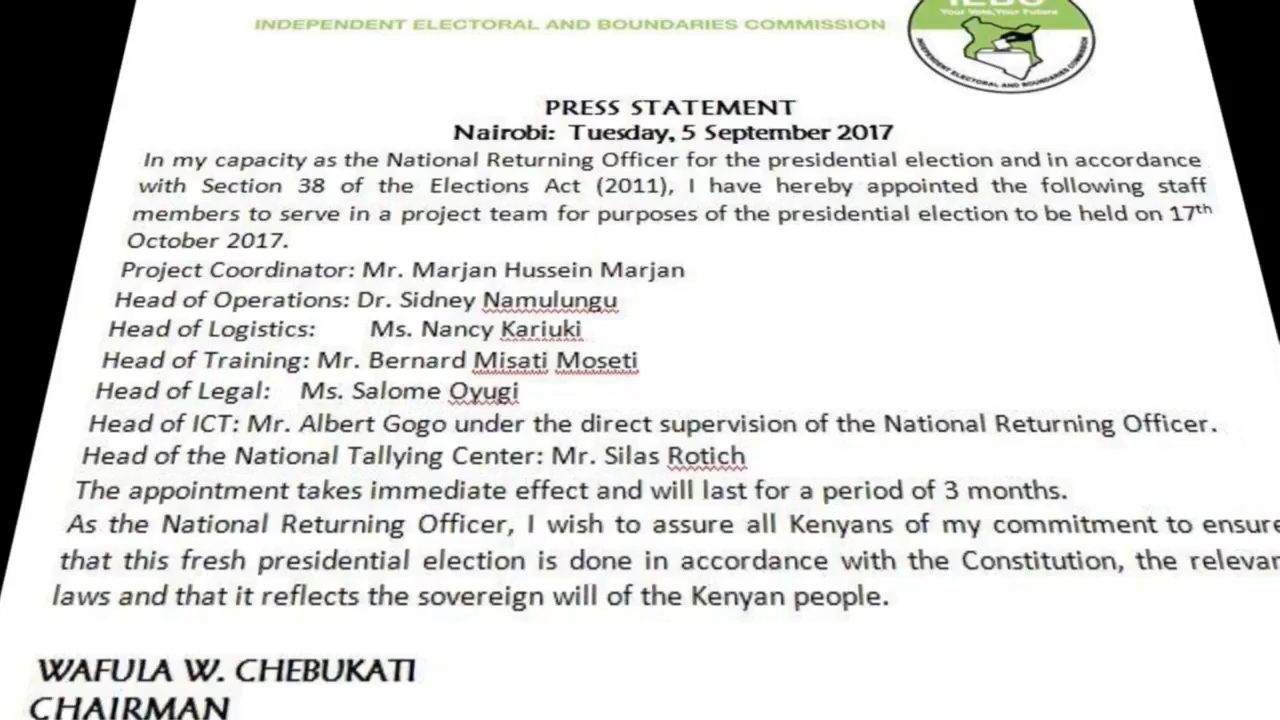 INDEPENDENT ELECTORAL AND BOUNDARIES COMMISSION
Your Vote, Your Future
INDEPENDENT ELECTORAL AND BOUNDARIES COMMISSION
PRESS STATEMENT
Nairobi: Tuesday, 5 September 2017
In my capacity as the National Returning Officer for the presidential election and in accordance
with Section 38 of the Elections Act (2011), I have hereby appointed the following staff
members to serve in a project team for purposes of the presidential election to be held on 17th
October 2017.
Project Coordinator: Mr. Marjan Hussein Marjan
Head of Operations: Dr. Sidney Namulungu
Head of Logistics: Ms. Nancy Kariuki
Head of Training: Mr. Bernard Misati Moseti
Head of Legal: Ms. Salome Oyugi
Head of ICT: Mr. Albert Gogo under the direct supervision of the National Returning Officer.
Head of the National Tallying Center: Mr. Silas Rotich
The appointment takes immediate effect and will last for a period of 3 months.
As the National Returning Officer, I wish to assure all Kenyans of my commitment to ensure
that this fresh presidential election is done in accordance with the Constitution, the relevan
laws and that it reflects the sovereign will of the Kenyan people.
WAFULA W. CHEBUKATI
CHAIRMAN